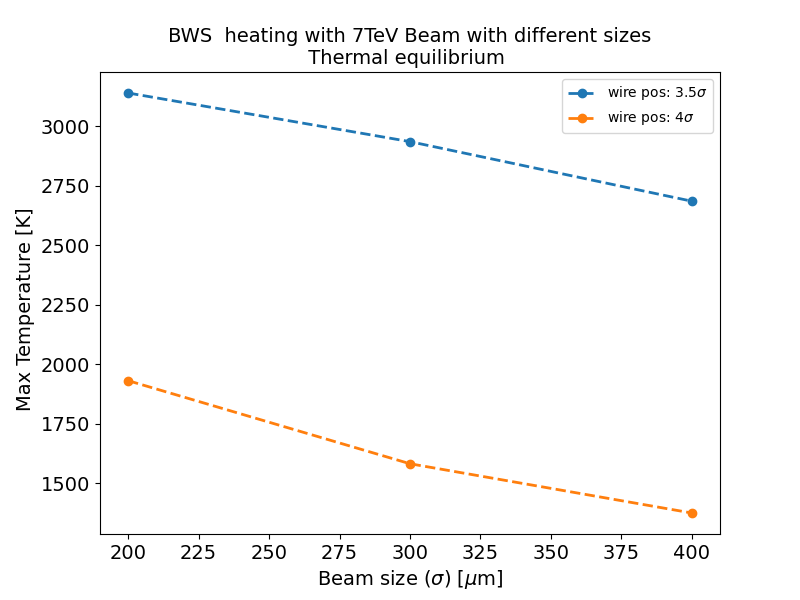 BWS  heating with 7TeV Beam with different sizes
Thermal equilibrium
wire pos: 3.5σ
wire pos: 4σ
Max Temperature [K]
3000
2750
2500
2250
2000
1750
1500
200 225 250 275 300 325 350 375 400
Beam size (σ) [μm]